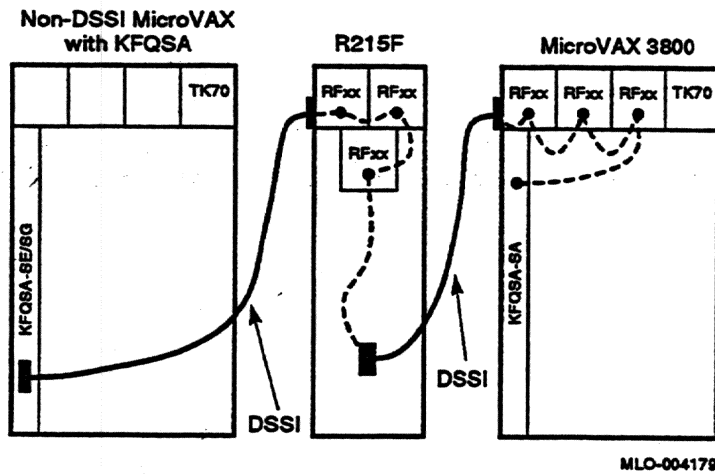 Non-DSSI MicroVAX
with KFQSA
R215F
MicroVAX 3800
TK70
RFxx
RFxx
RFxx
RFxx
RFxx
RFxx
TK70
KFQSA-SE/SG
KFQSA-SA
DSSI
DSSI
MLO-004179